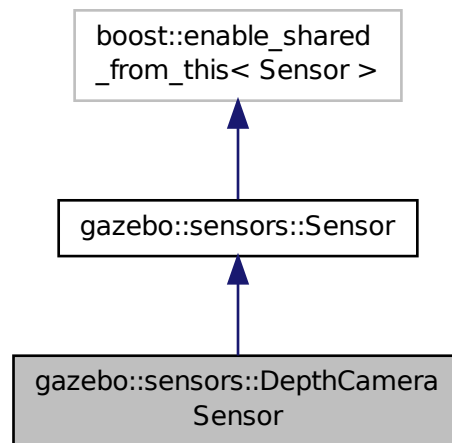 boost::enable_shared
_from_this< Sensor >
gazebo::sensors::Sensor
gazebo::sensors::DepthCamera
Sensor